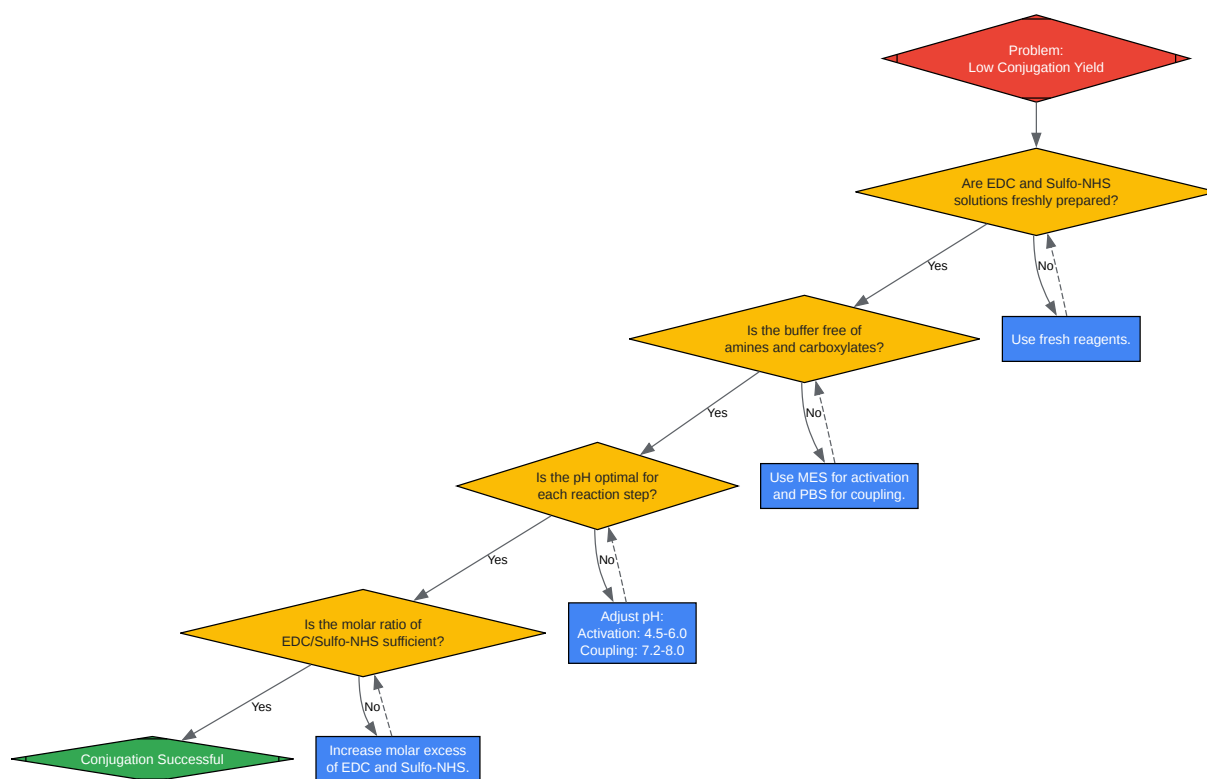 Problem:
Low Conjugation Yield
Are EDC and Sulfo-NHS
solutions freshly prepared?
Yes
No
Use fresh reagents.
Is the buffer free of
amines and carboxylates?
Yes
No
Use MES for activation
and PBS for coupling.
Is the pH optimal for
each reaction step?
Yes
No
Adjust pH:
Activation: 4.5-6.0
Coupling: 7.2-8.0
Is the molar ratio of
EDC/Sulfo-NHS sufficient?
Yes
No
Conjugation Successful
Increase molar excess
of EDC and Sulfo-NHS.